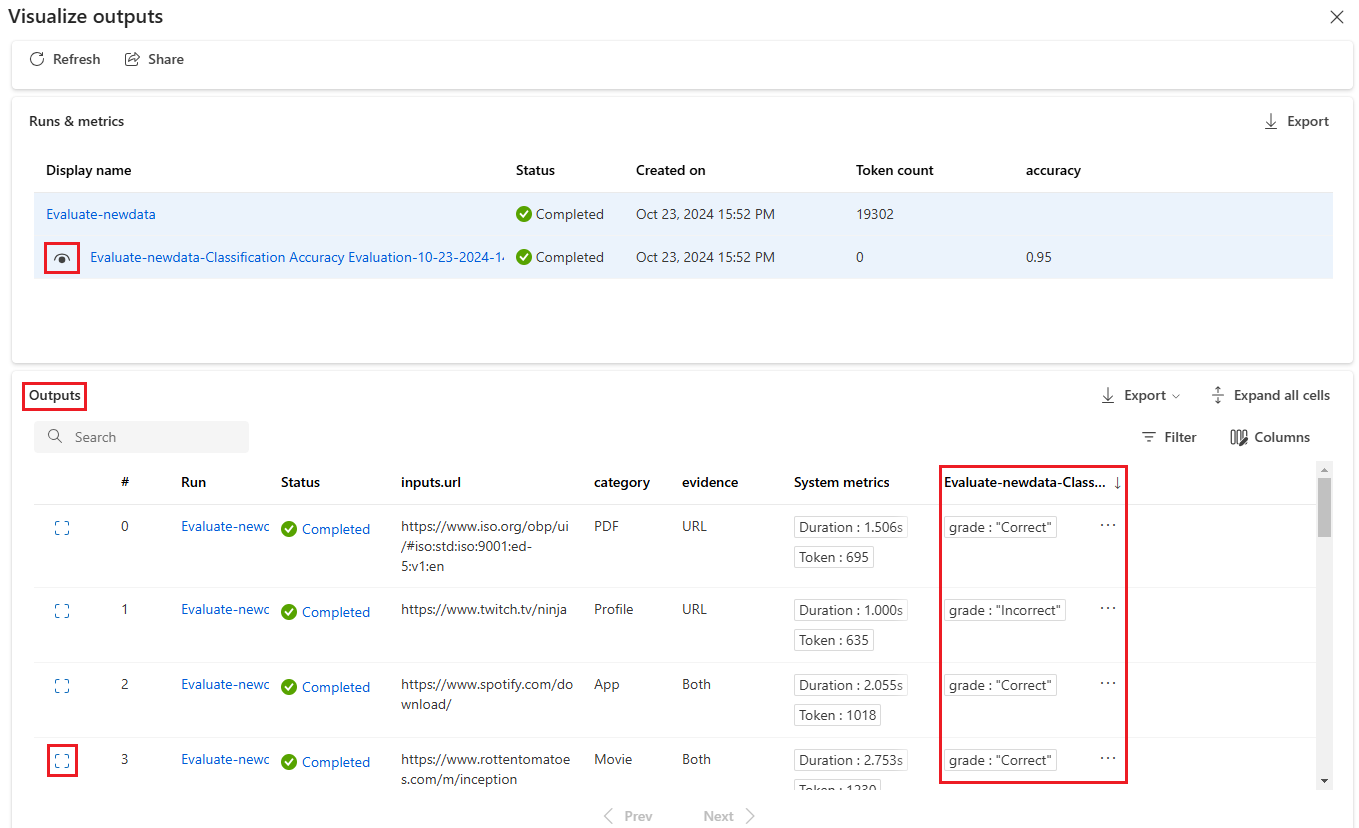 Visualize outputs
Refresh Share
Runs & metrics Export
Display name Status Created on Token count accuracy
Evaluate-newdata Completed Oct 23, 2024 15:52 PM 19302
Evaluate-newdata-Classification Accuracy Evaluation-10-23-2024-1 Completed Oct 23, 2024 15:52 PM 0 0.95
Outputs Export Expand all cells
Search Filter Columns
# Run Status inputs.url category evidence System metrics Evaluate-newdata-Class...
0 Evaluate-newc Completed https://www.iso.org/obp/ui PDF URL Duration : 1.506s grade : "Correct" ...
/#iso:std:iso:9001:ed-
5:v1:en Token : 695
1 Evaluate-newc Completed https://www.twitch.tv/ninja Profile URL Duration : 1.000s grade : "Incorrect" ...
Token : 635
2 Evaluate-newc Completed https://www.spotify.com/do App Both Duration : 2.055s grade : "Correct" ...
wnload/ Token : 1018
3 Evaluate-newc Completed https://www.rottentomatoe Movie Both Duration : 2.753s grade : "Correct" ...
s.com/m/inception Token : 1230
Prev Next